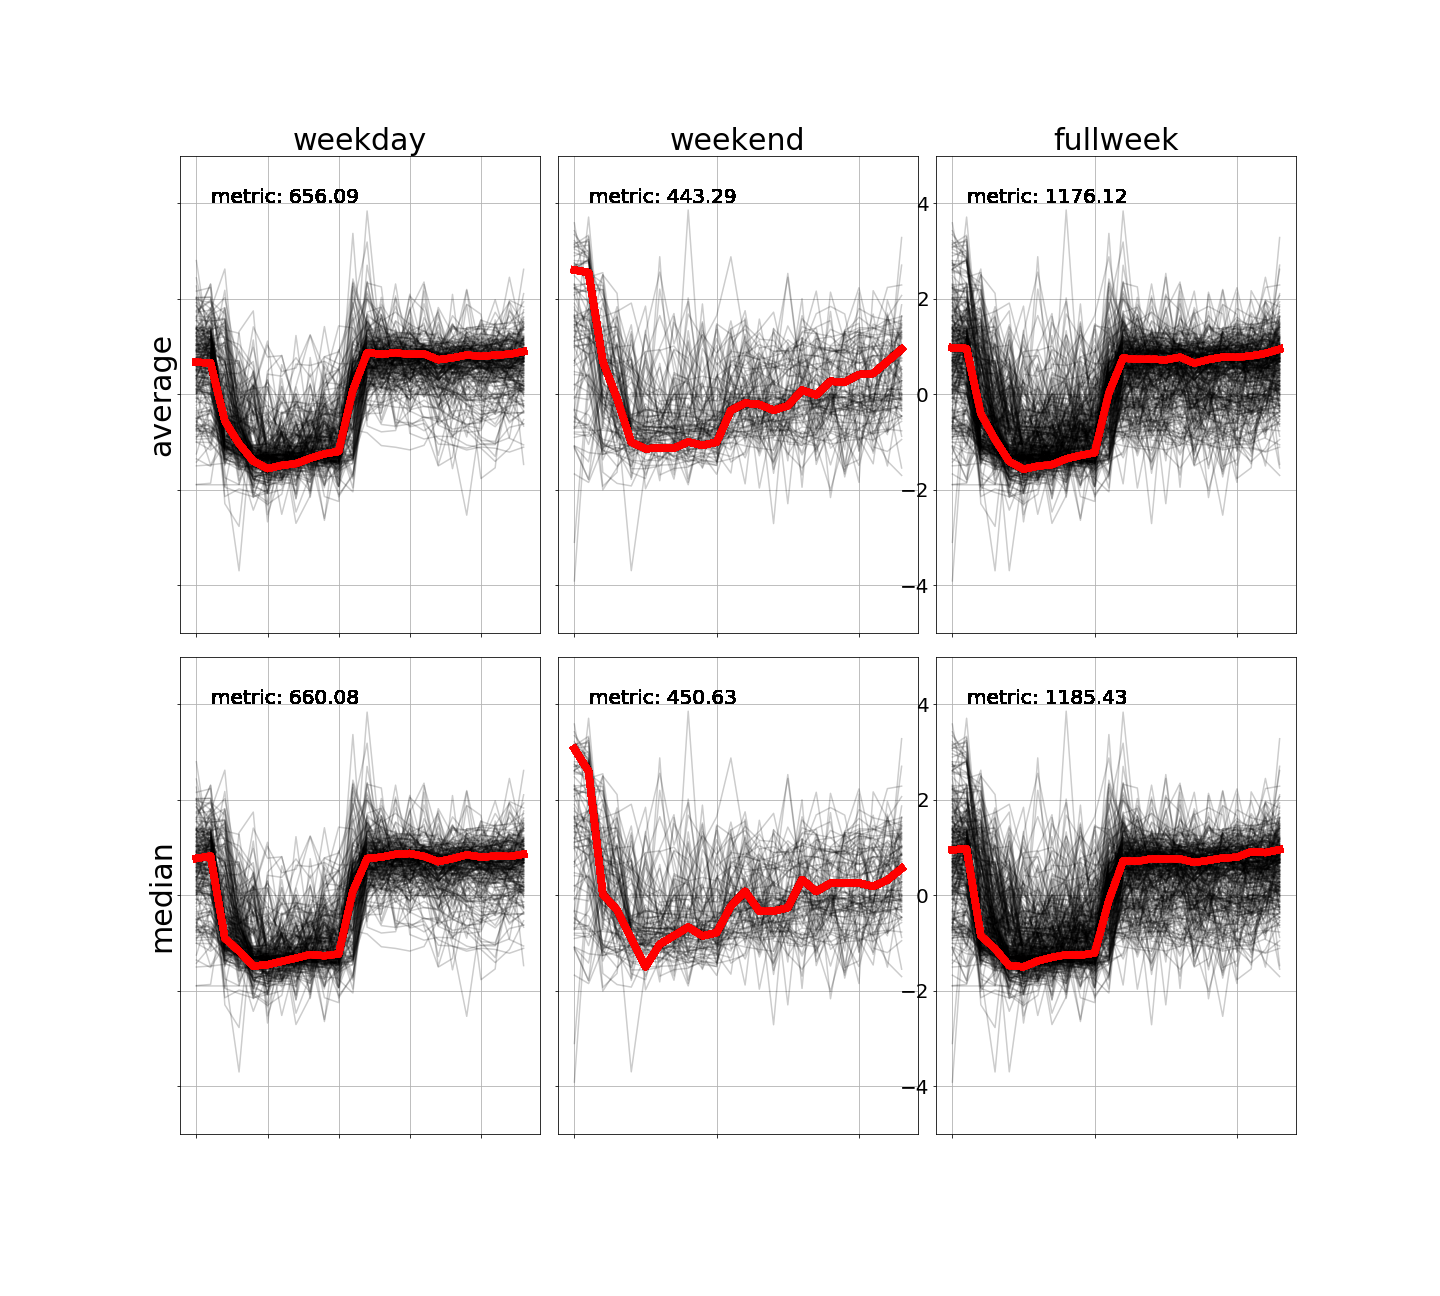 weekday
weekend
fullweek
average
metric: 656.09
metric: 443.29
metric: 1176.12
4
2
0
−2
−4
median
metric: 660.08
metric: 450.63
metric: 1185.43
4
2
0
−2
−4